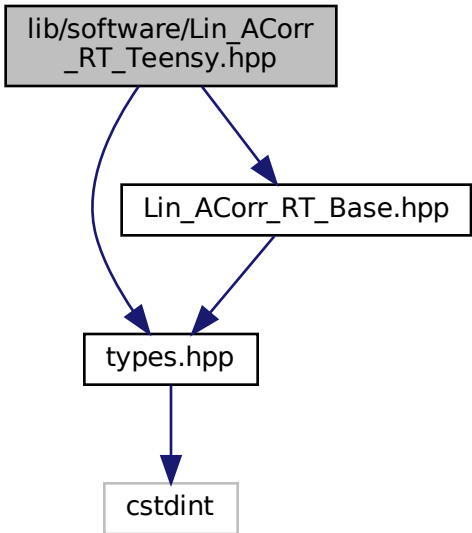 lib/software/Lin_ACorr
_RT_Teensy.hpp
Lin_ACorr_RT_Base.hpp
types.hpp
cstdint